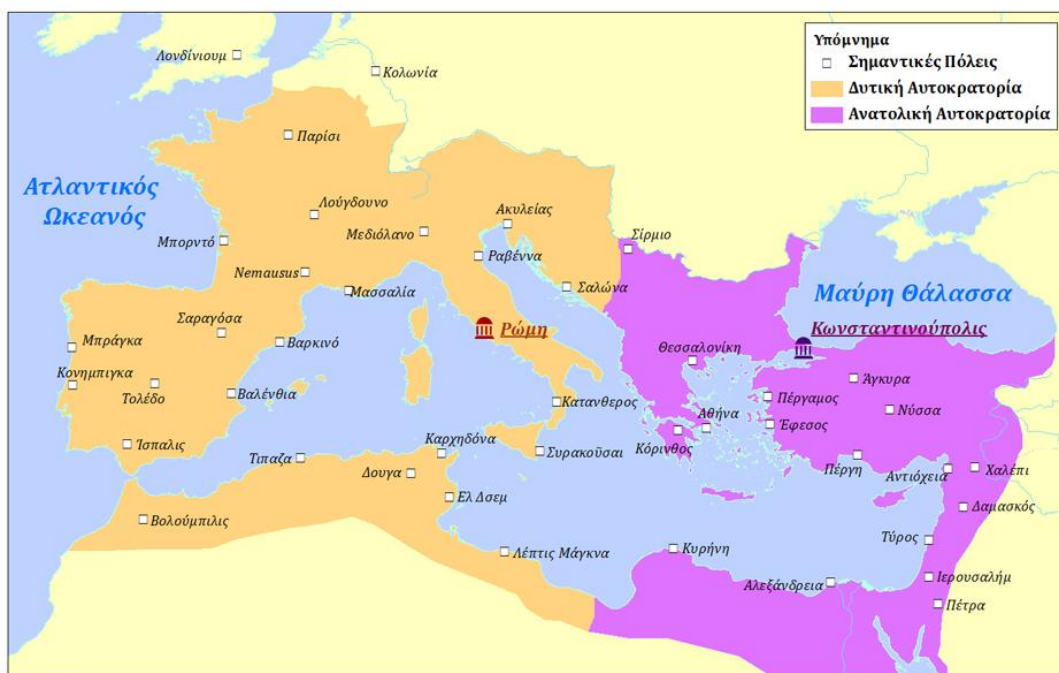 Υπόμνημα
Σημαντικές Πόλεις
Δυτική Αυτοκρατορία
Ανατολική Αυτοκρατορία
Λονδίνιουμ
Κολωνία
Παρίσι
Ατλαντικός
Ωκεανός
Λούγδουνο
Ακυλείας
Μεδιόλανο
Σίρμιο
Μπορντό
Ραβέννα
Nemausus
Μασσαλία
Σαλώνα
Μαύρη Θάλασσα
Σαραγόσα
Ρώμη
Κωνσταντινούπολις
Μπράγκα
Βαρκινό
Θεσσαλονίκη
Κονημπιγκα
Τολέδο
Βαλένθια
Άγκυρα
Πέργαμος
Νύσσα
Κατανθερος
Αθήνα
Έφεσος
Ίσπαλις
Καρχηδόνα
Συρακοῦσαι
Κόρινθος
Τιπαζα
Δουγα
Πέργη
Αντιόχεια
Χαλέπι
Ελ Δσεμ
Δαμασκός
Βολούμπιλις
Τύρος
Λέπτις Μάγκνα
Κυρήνη
Αλεξάνδρεια
Ιερουσαλήμ
Πέτρα